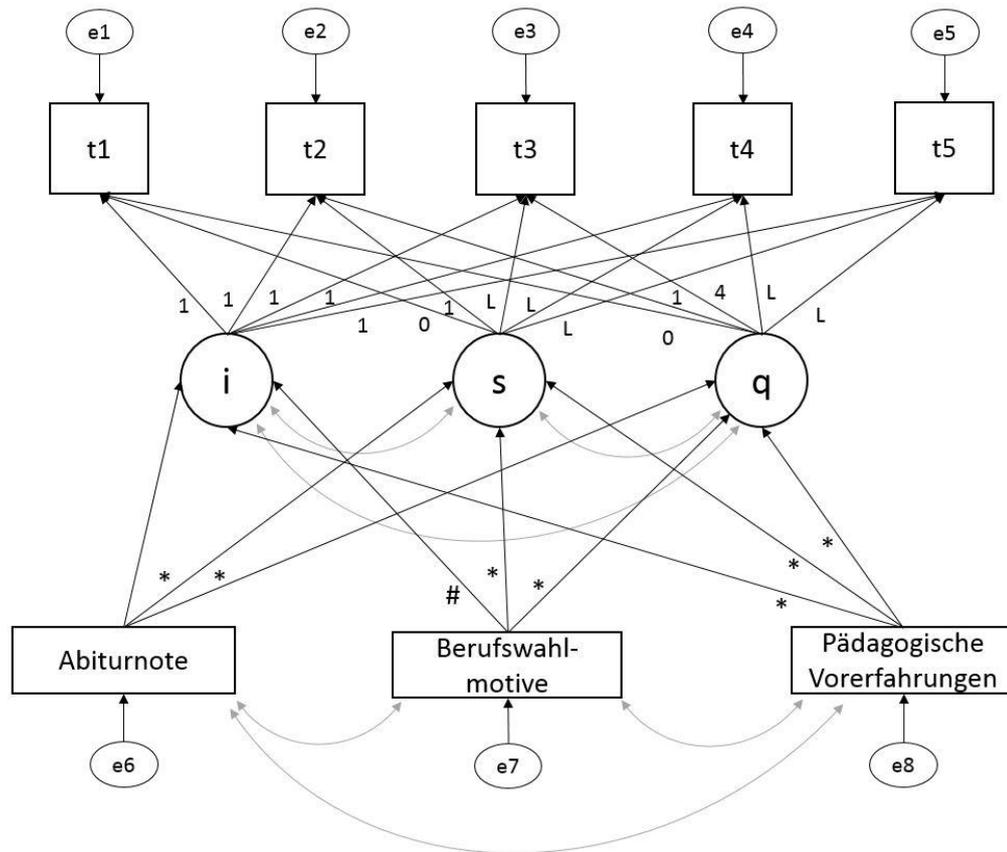 e1 e2 e3 e4 e5
t1 t2 t3 t4 t5
1 1 1 1 1 0 1 L L L 0 1 4 L L
i s q
* * # * * * * *
Abiturnote
Berufswahl-
motive
Pädagogische
Vorerfahrungen
e6 e7 e8